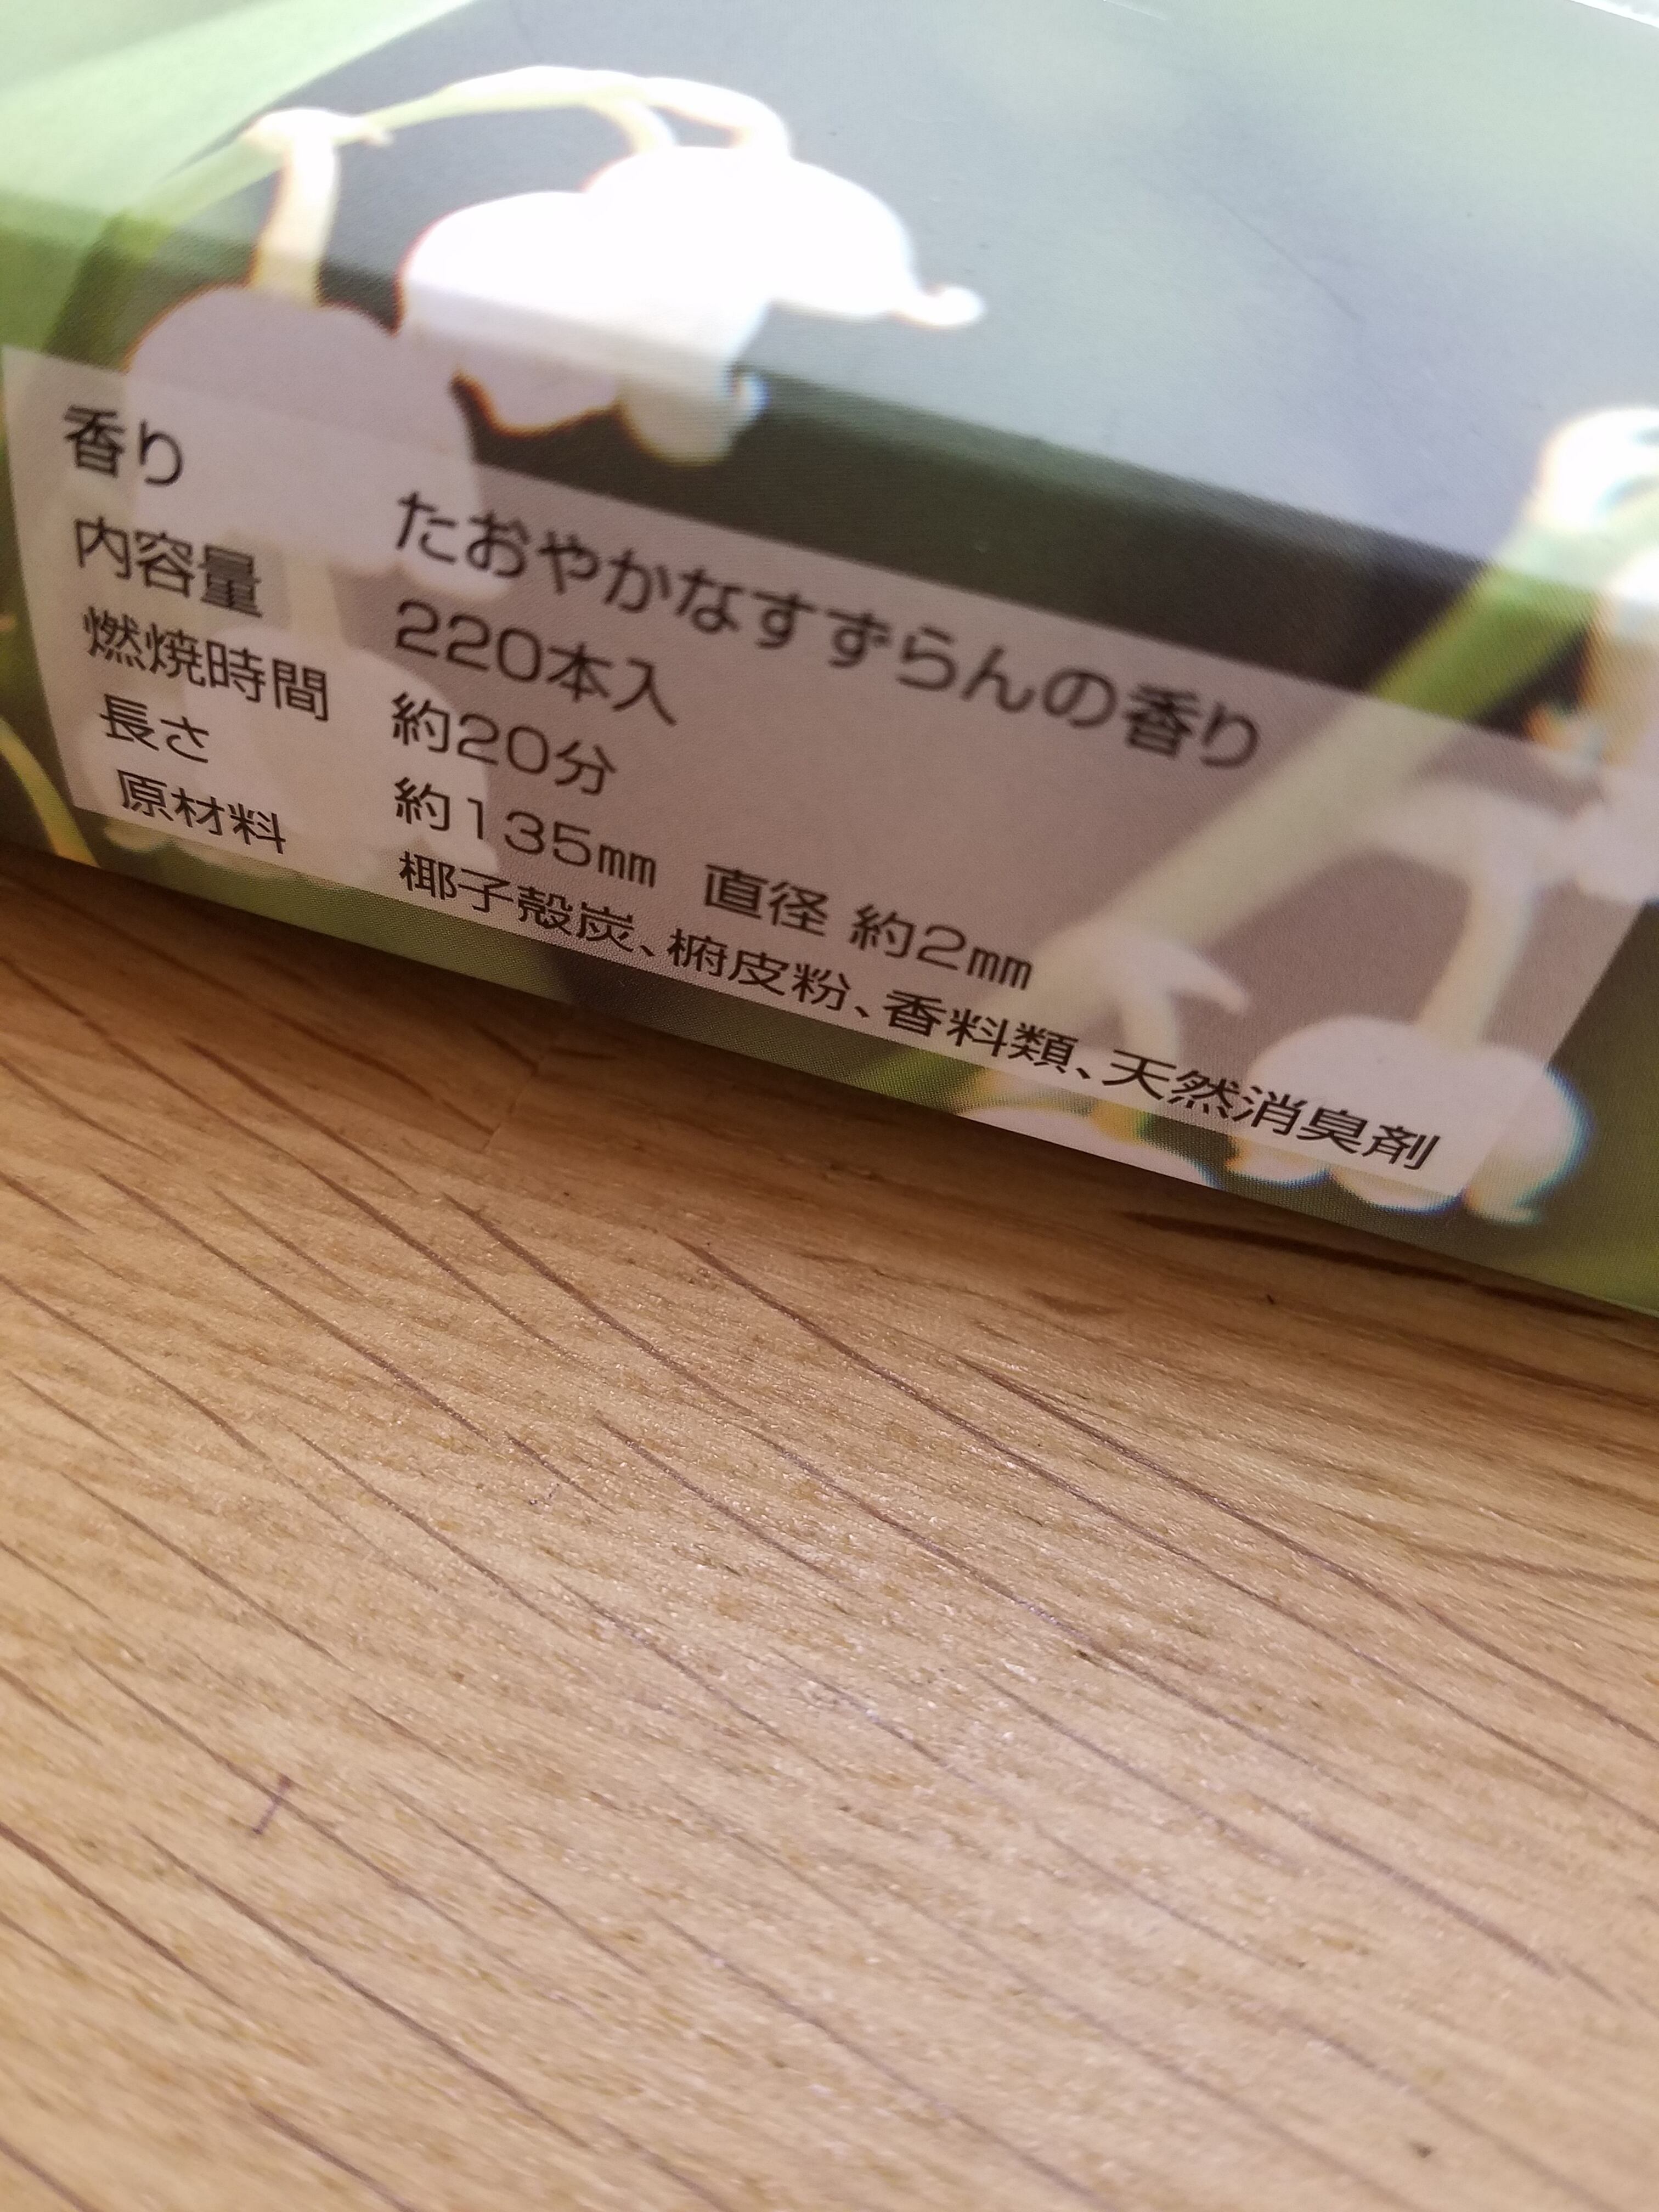 香り たおやかなすずらんの香り
内容量 220本入
燃焼時間 約20分
長さ 約135㎜ 直径 約2㎜
原材料 椰子殻炭、椨皮粉、香料類、天然消臭剤